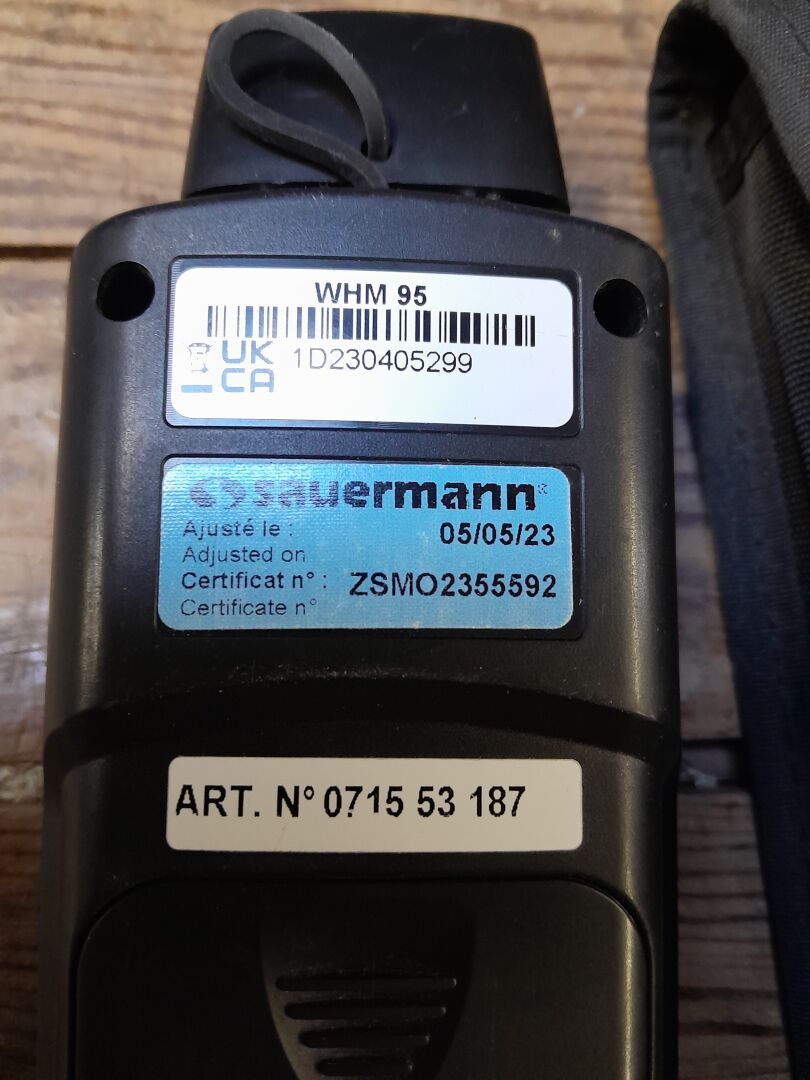 WHM 95
UK
CA
1D230405299
sauermann®
Ajusté le :
05/05/23
Adjusted on
Certificat n° : ZSMO2355592
Certificate n°
ART. N° 0715 53 187